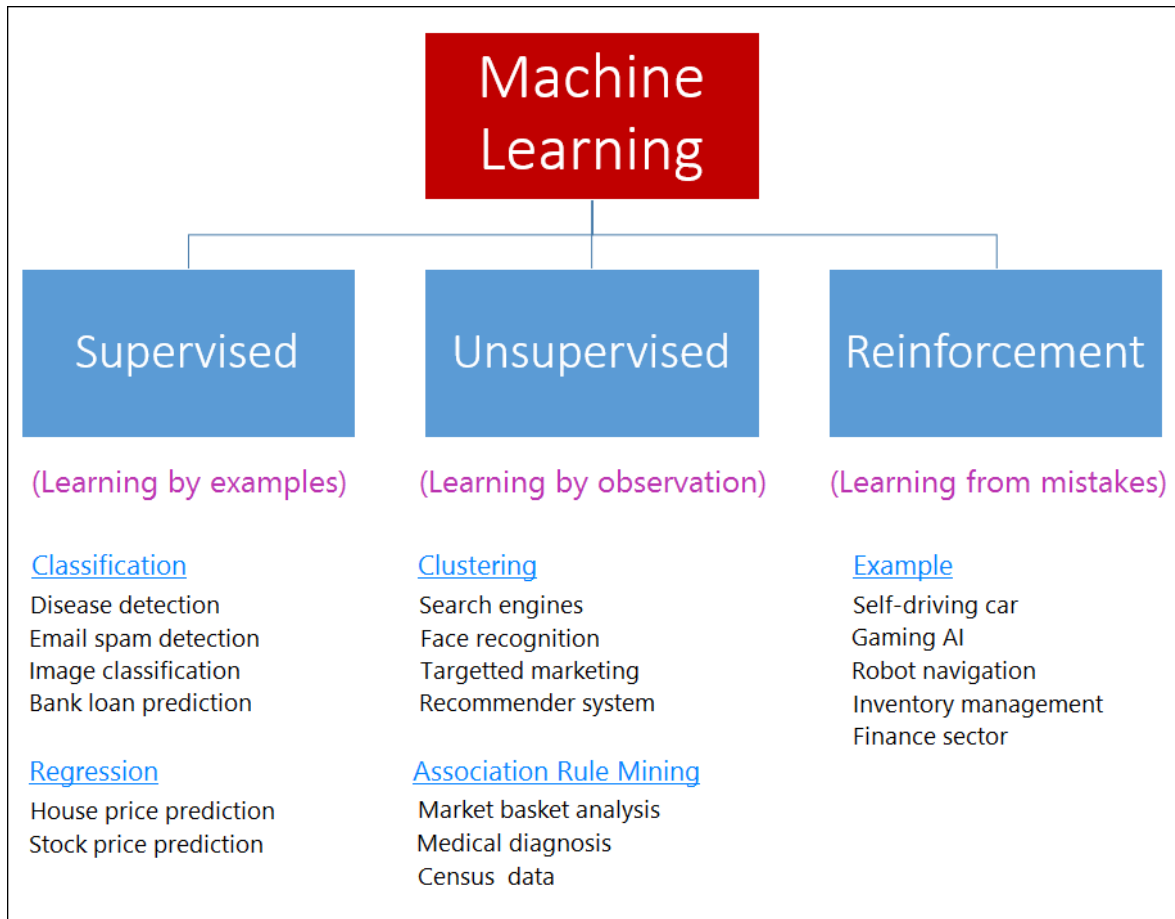 Machine
Learning
Supervised
Unsupervised
Reinforcement
(Learning by examples)
(Learning by observation)
(Learning from mistakes)
Classification
Disease detection
Email spam detection
Image classification
Bank loan prediction
Regression
House price prediction
Stock price prediction
Clustering
Search engines
Face recognition
Targetted marketing
Recommender system
Association Rule Mining
Market basket analysis
Medical diagnosis
Census data
Example
Self-driving car
Gaming AI
Robot navigation
Inventory management
Finance sector